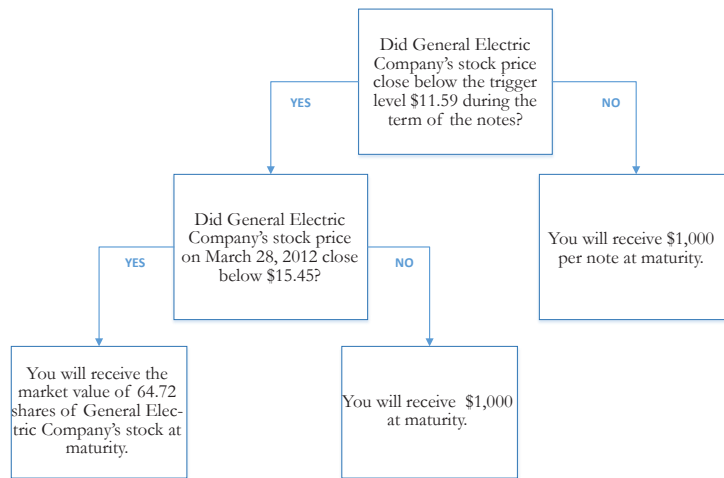 Did General Electric
Company's stock price
close below the trigger
level $11.59 during the
term of the notes?
YES
NO
Did General Electric
Company's stock price
on March 28, 2012 close
below $15.45?
You will receive $1,000
per note at maturity.
YES
NO
You will receive the
market value of 64.72
shares of General Elec-
tric Company's stock at
maturity.
You will receive $1,000
at maturity.